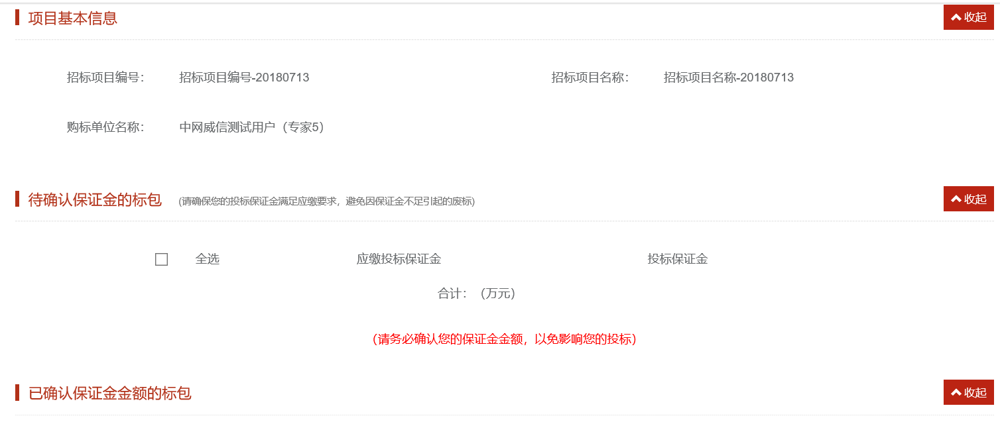 项目基本信息 收起
招标项目编号： 招标项目编号-20180713 招标项目名称： 招标项目名称-20180713
购标单位名称： 中网威信测试用户（专家5）
待确认保证金的标包 (请确保您的投标保证金满足应缴要求，避免因保证金不足引起的废标) 收起
全选 应缴投标保证金 投标保证金
合计：（万元）
（请务必确认您的保证金金额，以免影响您的投标）
已确认保证金金额的标包 收起